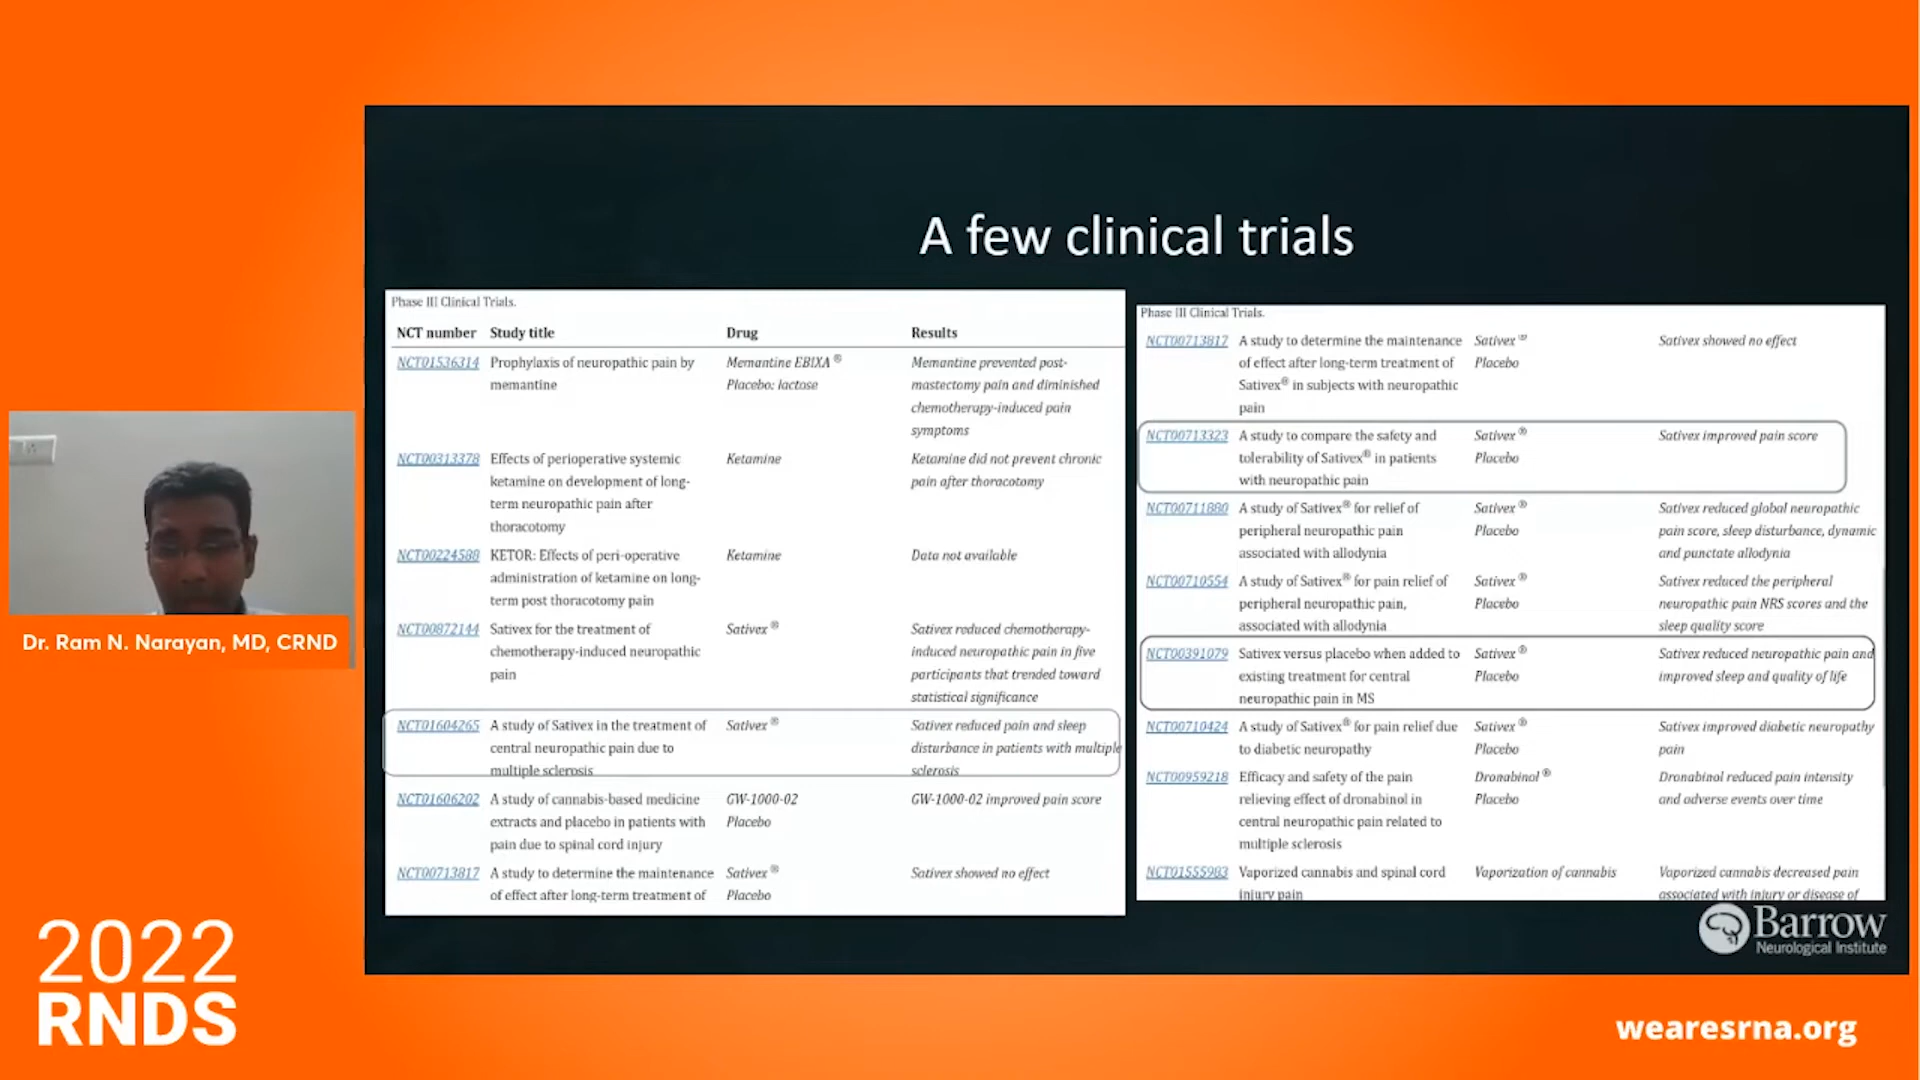 A few clinical trials
Phase III Clinical Trials.
NCT number Study title Drug Results
NCT01536314 Prophylaxis of neuropathic pain by Memantine EBIXA ® Memantine prevented post-
memantine Placebo: lactose mastectomy pain and diminished
chemotherapy-induced pain
symptoms
NCT00313378 Effects of perioperative systemic Ketamine Ketamine did not prevent chronic
ketamine on development of long- pain after thoracotomy
term neuropathic pain after
thoracotomy
NCT00224588 KETOR: Effects of peri-operative Ketamine Data not available
administration of ketamine on long-
term post thoracotomy pain
NCT00872144 Sativex for the treatment of Sativex ® Sativex reduced chemotherapy-
chemotherapy-induced neuropathic induced neuropathic pain in five
pain participants that trended toward
statistical significance
NCT01604265 A study of Sativex in the treatment of Sativex ® Sativex reduced pain and sleep
central neuropathic pain due to disturbance in patients with multiple
multiple sclerosis sclerosis
NCT01606202 A study of cannabis-based medicine GW-1000-02 GW-1000-02 improved pain score
extracts and placebo in patients with Placebo
pain due to spinal cord injury
NCT00713817 A study to determine the maintenance Sativex ® Sativex showed no effect
of effect after long-term treatment of Placebo
Phase III Clinical Trials.
NCT00713817 A study to determine the maintenance Sativex ® Sativex showed no effect
of effect after long-term treatment of Placebo
Sativex® in subjects with neuropathic
pain
NCT00713323 A study to compare the safety and Sativex ® Sativex improved pain score
tolerability of Sativex® in patients Placebo
with neuropathic pain
NCT00711880 A study of Sativex® for relief of Sativex ® Sativex reduced global neuropathic
peripheral neuropathic pain Placebo pain score, sleep disturbance, dynamic
associated with allodynia and punctate allodynia
NCT00710554 A study of Sativex® for pain relief of Sativex ® Sativex reduced the peripheral
peripheral neuropathic pain, Placebo neuropathic pain NRS scores and the
associated with allodynia sleep quality score
NCT00391079 Sativex versus placebo when added to Sativex ® Sativex reduced neuropathic pain and
existing treatment for central Placebo improved sleep and quality of life
neuropathic pain in MS
NCT00710424 A study of Sativex® for pain relief due Sativex ® Sativex improved diabetic neuropathy
to diabetic neuropathy Placebo pain
NCT00959218 Efficacy and safety of the pain Dronabinol ® Dronabinol reduced pain intensity
relieving effect of dronabinol in Placebo and adverse events over time
central neuropathic pain related to
multiple sclerosis
NCT01555983 Vaporized cannabis and spinal cord Vaporization of cannabis Vaporized cannabis decreased pain
injury pain associated with injury or disease of
Barrow
Neurological Institute
Dr. Ram N. Narayan, MD, CRND
2022
RNDS
wearesrna.org